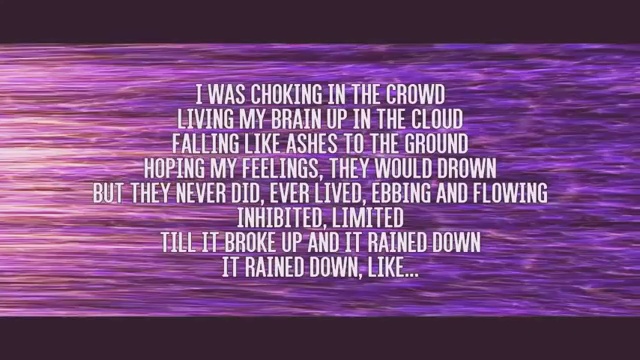 I WAS CHOKING IN THE CROWD
LIVING MY BRAIN UP IN THE CLOUD
FALLING LIKE ASHES TO THE GROUND
HOPING MY FEELINGS, THEY WOULD DROWN
BUT THEY NEVER DID, EVER LIVED, EBBING AND FLOWING
INHIBITED, LIMITED
TILL IT BROKE UP AND IT RAINED DOWN
IT RAINED DOWN, LIKE...